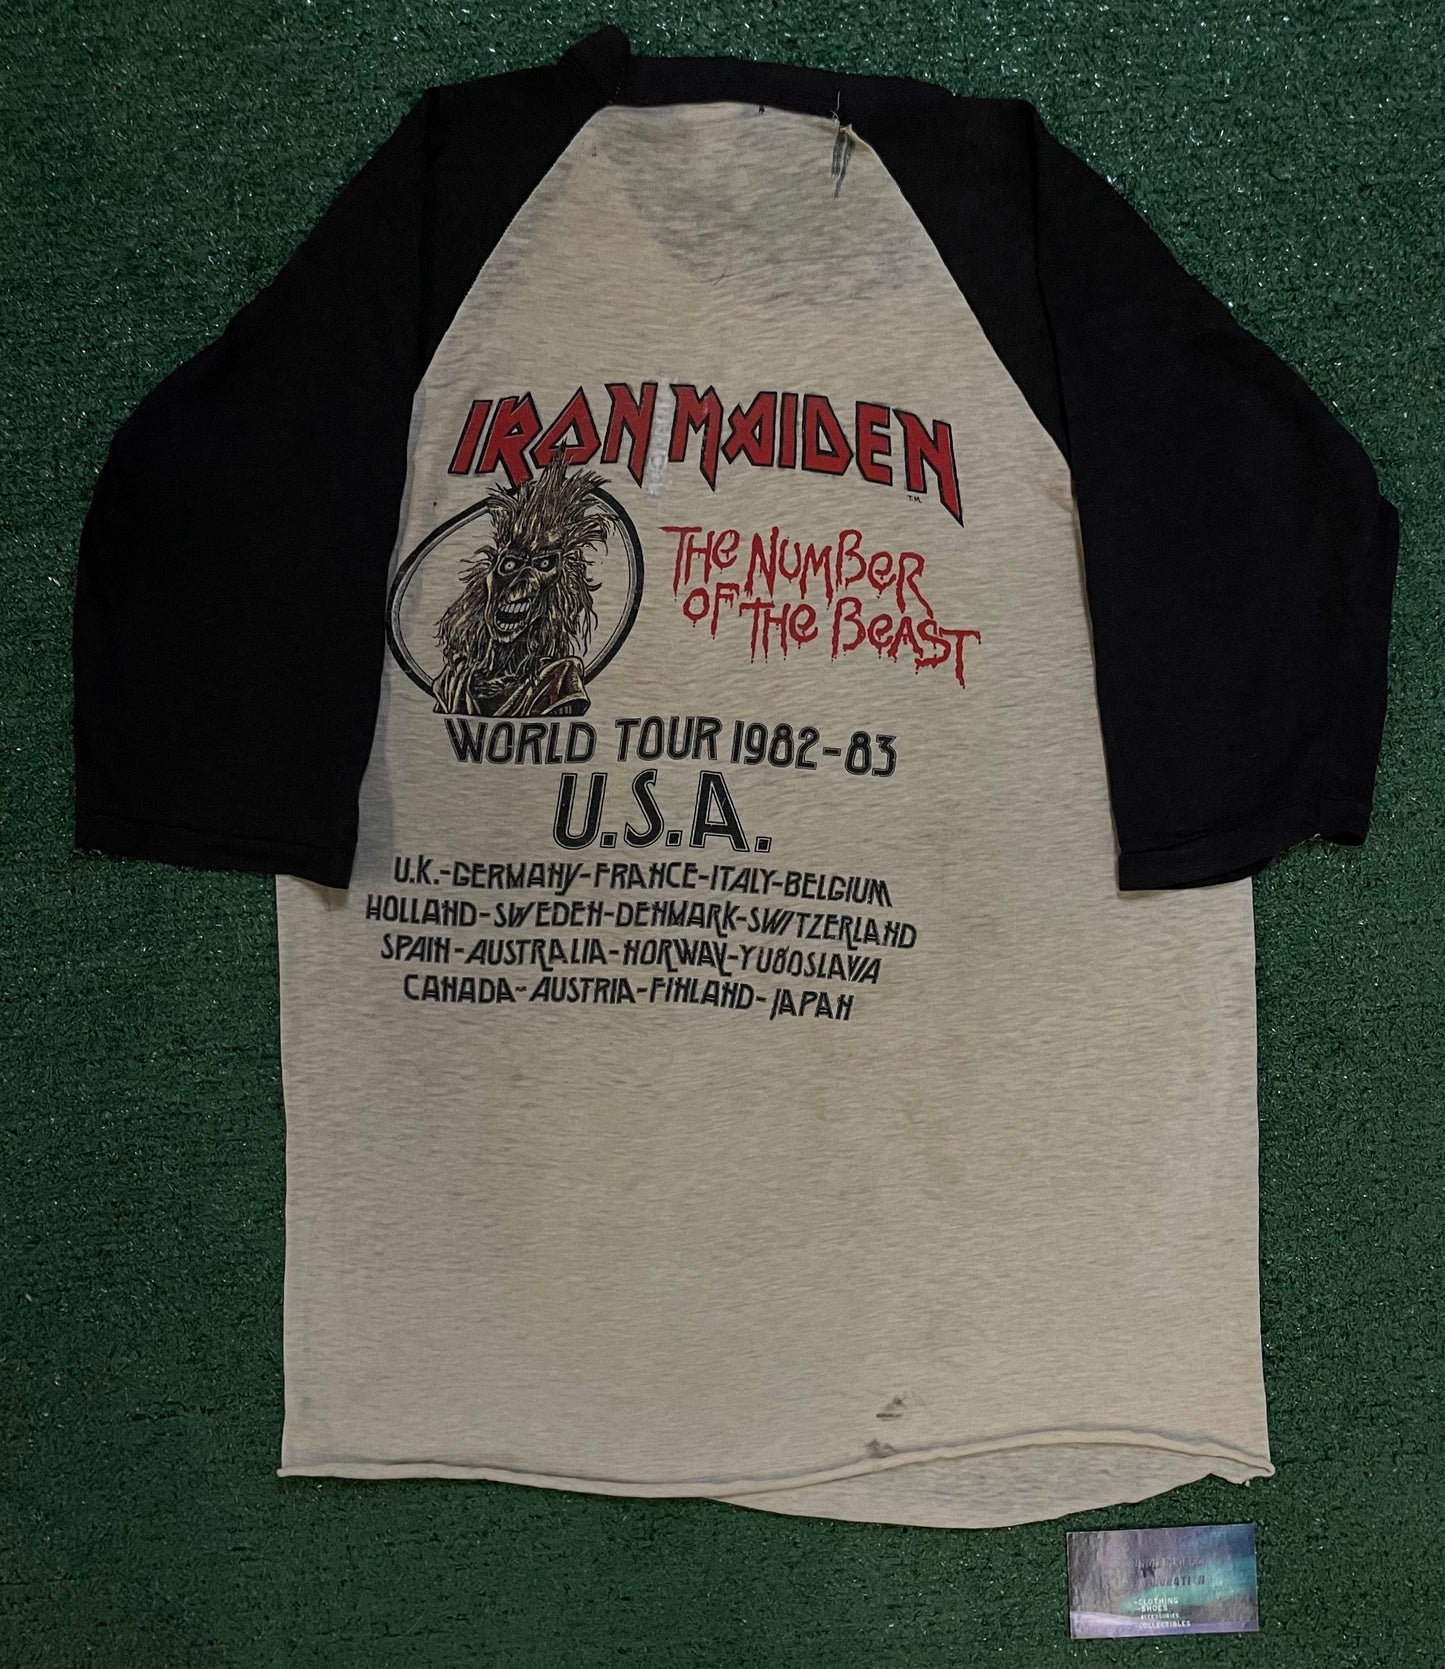 IRON MAIDEN
T.M.
THE NUMBER
OF THE BEAST
WORLD TOUR 1982-83
U.S.A.
U.K.-GERMANY-FRANCE-ITALY-BELGIUM
HOLLAND-SWEDEN-DENMARK-SWITZERLAND
SPAIN-AUSTRALIA-NORWAY-YUGOSLAVIA
CANADA-AUSTRIA-FINLAND-JAPAN
-CLOTHING
-SHOES
ACCESSORIES
-COLLECTIBLES